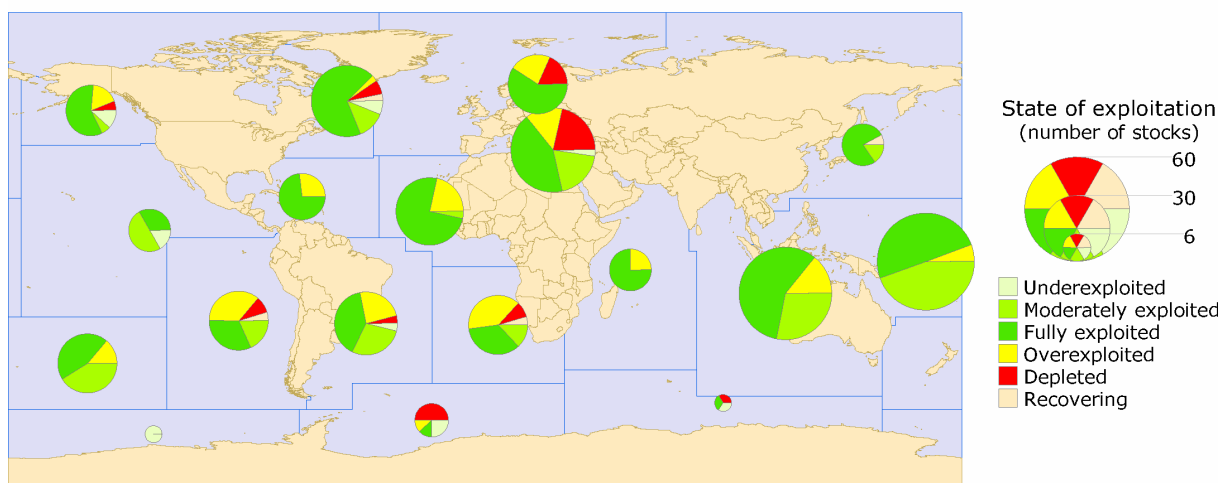 State of exploitation
(number of stocks)
60
30
6
Underexploited
Moderately exploited
Fully exploited
Overexploited
Depleted
Recovering